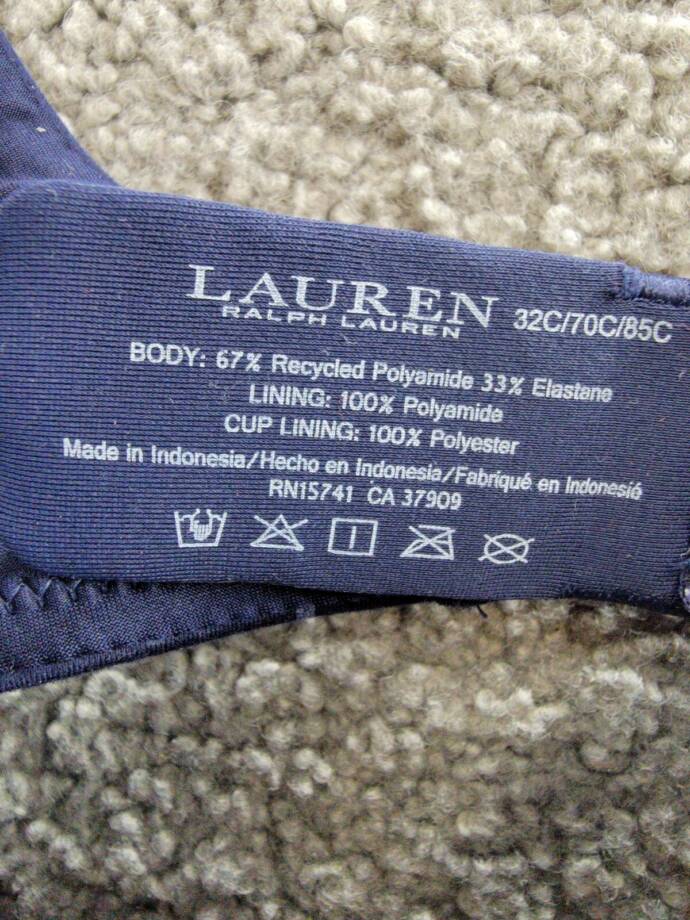 LAUREN
RALPH LAUREN
32C/70C/85C
BODY: 67% Recycled Polyamide 33% Elastane
LINING: 100% Polyamide
CUP LINING: 100% Polyester
Made in Indonesia/Hecho en Indonesia/Fabriqué en Indonesié
RN15741 CA 37909